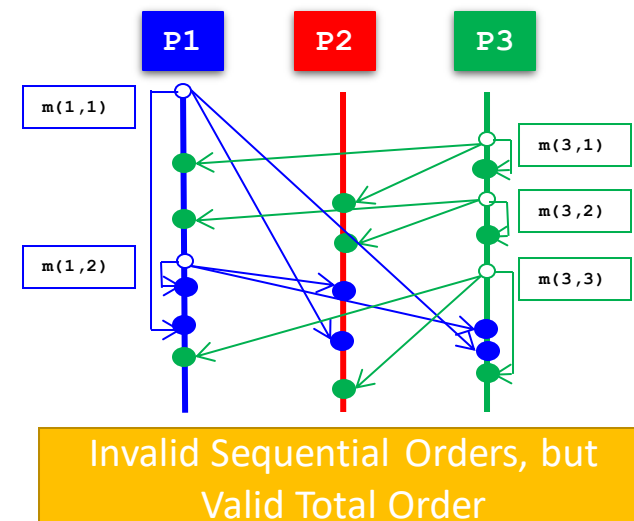 P1
P2
P3
m(1,1)
m(3,1)
m(3,2)
m(1,2)
m(3,3)
Invalid Sequential Orders, but
Valid Total Order